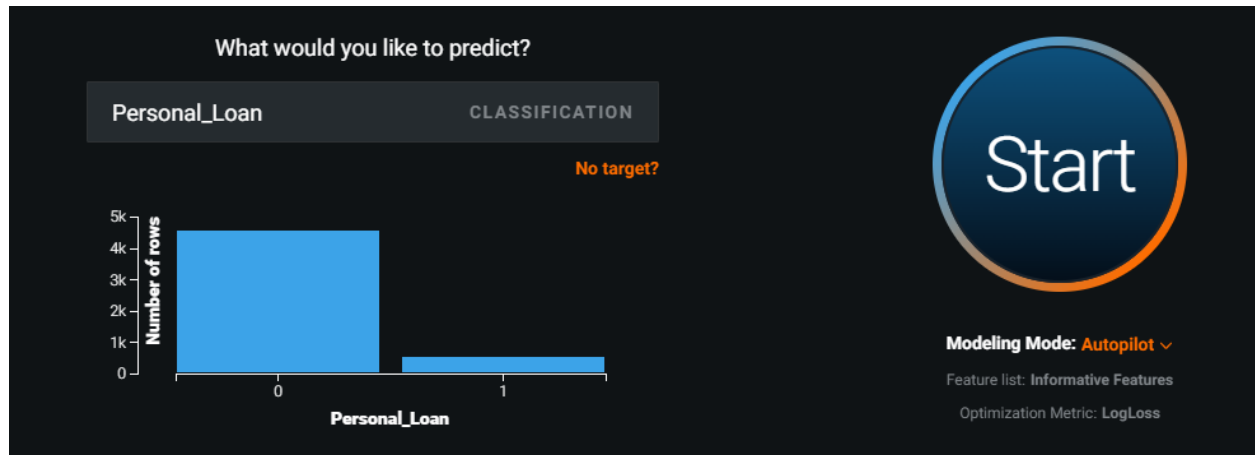 What would you like to predict?
Personal_Loan CLASSIFICATION
No target?
5k
4k
3k
2k
1k
0
Number of rows
0 1
Personal_Loan
Start
Modeling Mode: Autopilot
Feature list: Informative Features
Optimization Metric: LogLoss